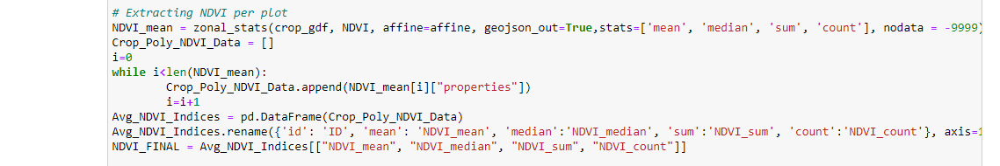 # Extracting NDVI per plot
NDVI_mean = zonal_stats(crop_gdf, NDVI, affine=affine, geojson_out=True,stats=['mean', 'median', 'sum', 'count'], nodata = -9999)
Crop_Poly_NDVI_Data = []
i=0
while i<len(NDVI_mean):
        Crop_Poly_NDVI_Data.append(NDVI_mean[i]["properties"])
        i=i+1
Avg_NDVI_Indices = pd.DataFrame(Crop_Poly_NDVI_Data)
Avg_NDVI_Indices.rename({'id': 'ID', 'mean': 'NDVI_mean', 'median':'NDVI_median', 'sum':'NDVI_sum', 'count':'NDVI_count'}, axis=1
NDVI_FINAL = Avg_NDVI_Indices[["NDVI_mean", "NDVI_median", "NDVI_sum", "NDVI_count"]]